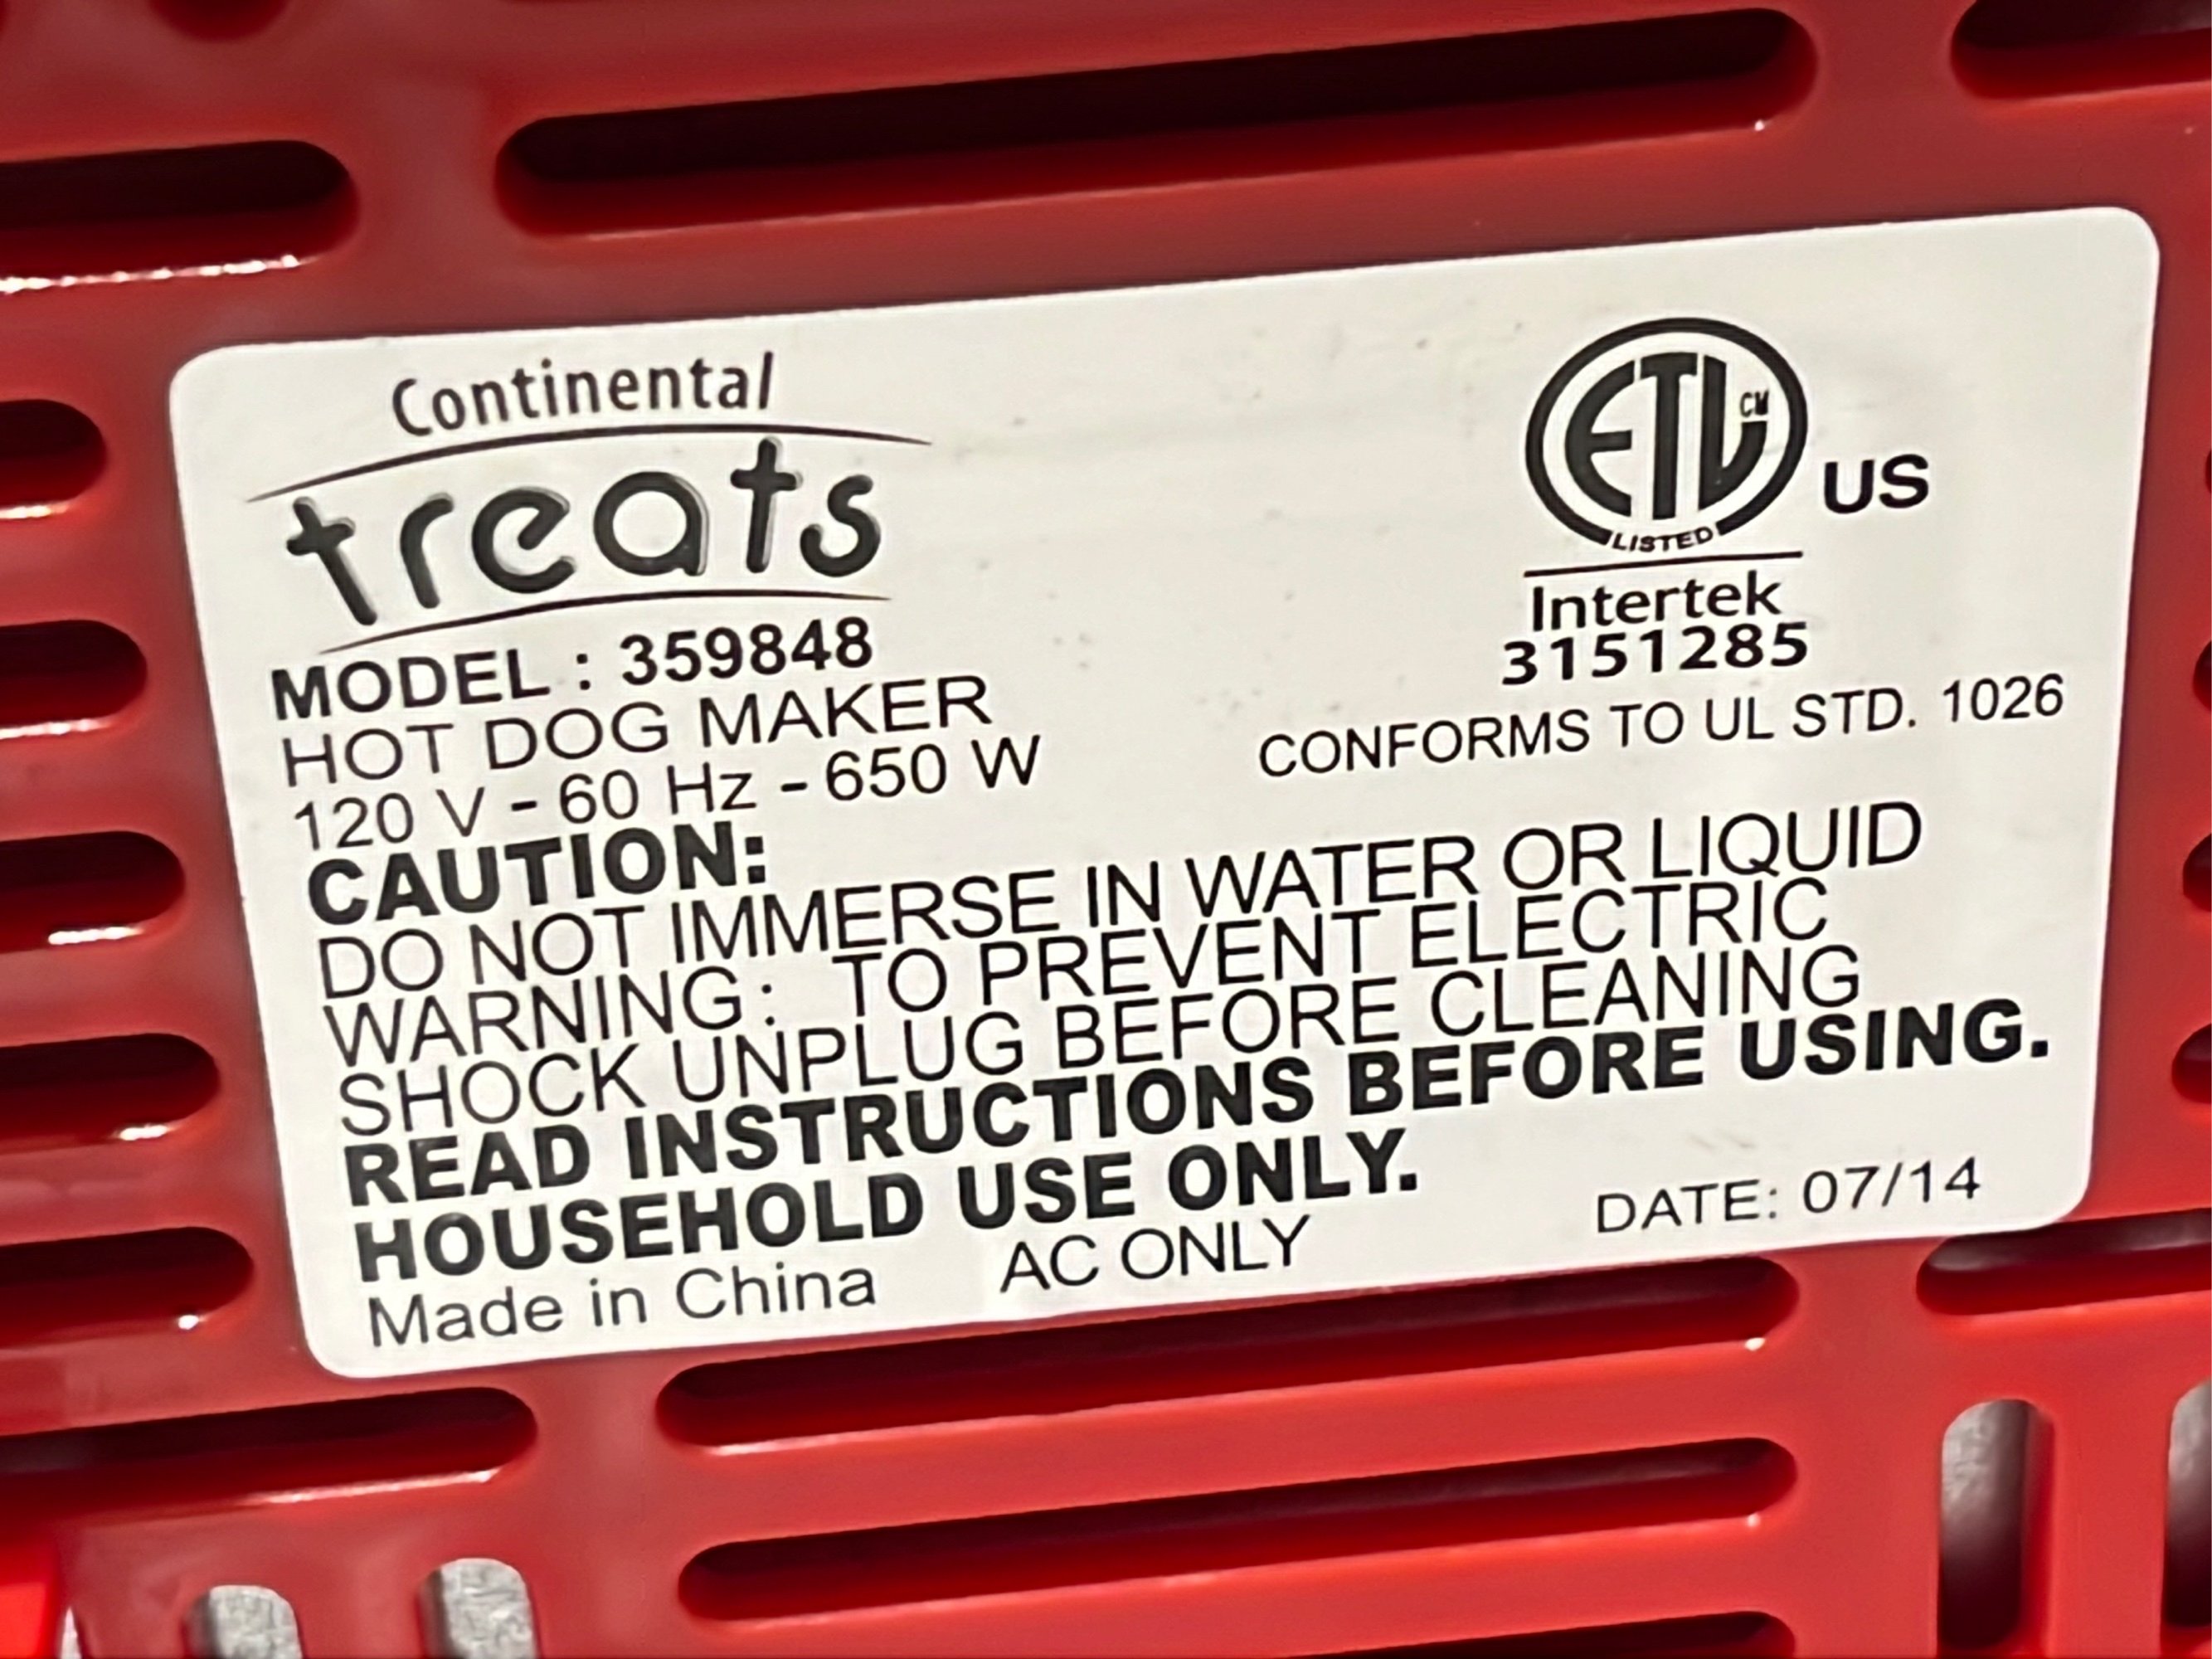 Continental
treats
MODEL : 359848
HOT DOG MAKER
120 V - 60 Hz - 650 W
ETL CM
LISTED
US
Intertek
3151285
CONFORMS TO UL STD. 1026
CAUTION:
DO NOT IMMERSE IN WATER OR LIQUID
WARNING: TO PREVENT ELECTRIC
SHOCK UNPLUG BEFORE CLEANING
READ INSTRUCTIONS BEFORE USING.
HOUSEHOLD USE ONLY.
Made in China AC ONLY DATE: 07/14